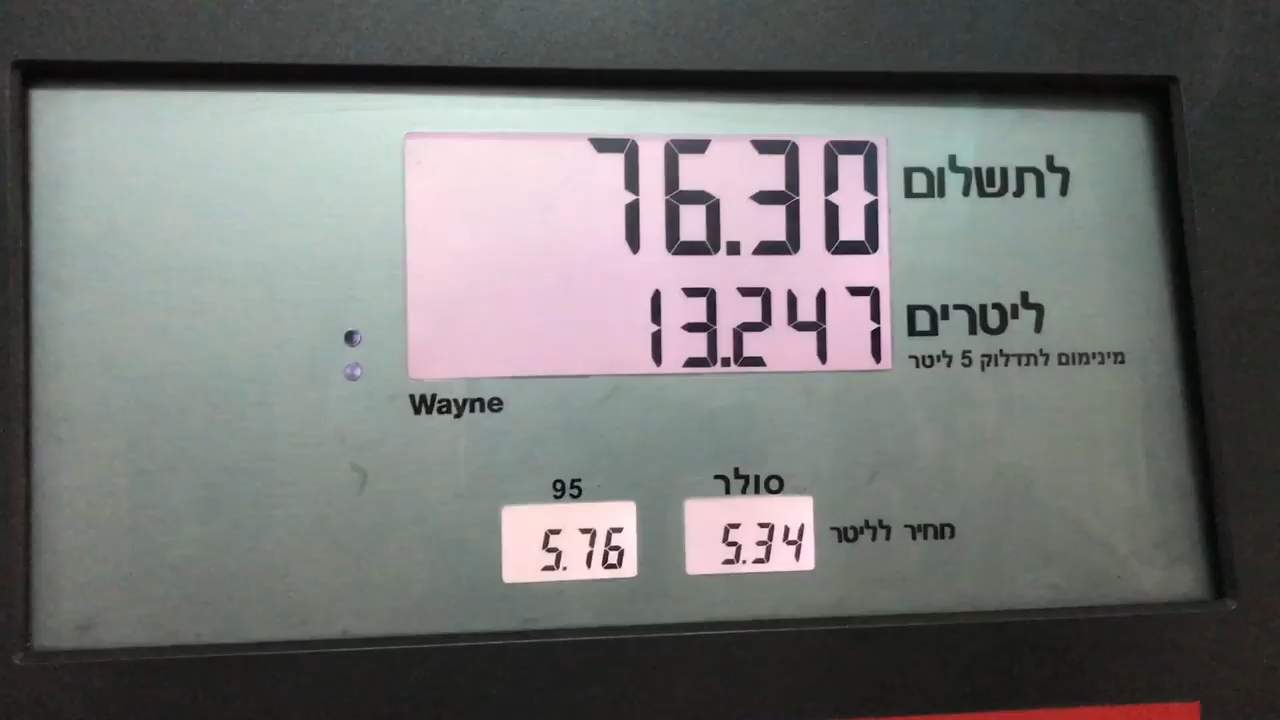 76.30 לתשלום
13.247 ליטרים
מינימום לתדלוק 5 ליטר
Wayne
95 סולר
5.76 5.34 מחיר לליטר